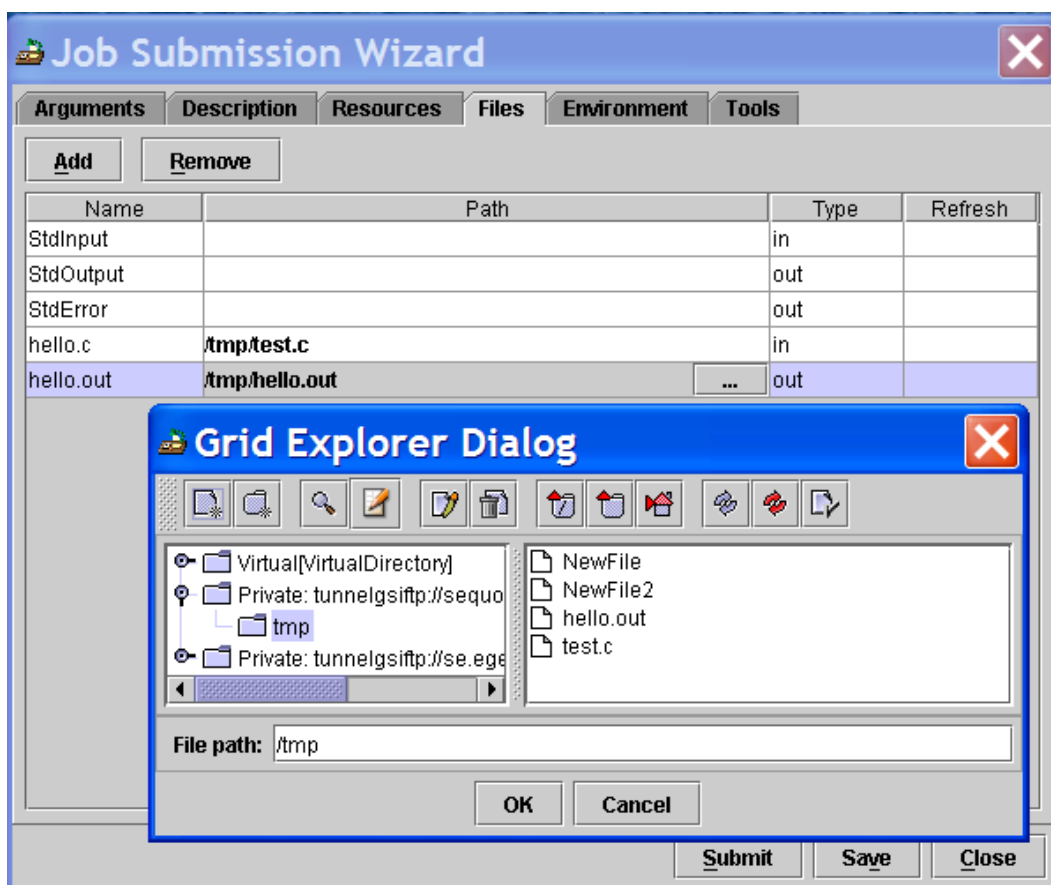 Job Submission Wizard
Arguments Description Resources Files Environment Tools
Add Remove
Name Path Type Refresh
StdInput in
StdOutput out
StdError out
hello.c /tmp/test.c in
hello.out /tmp/hello.out ... out
Grid Explorer Dialog
Virtual[VirtualDirectory]
Private: tunnelgsiftp://sequo
tmp
Private: tunnelgsiftp://se.ege
NewFile
NewFile2
hello.out
test.c
File path: /tmp
OK Cancel
Submit Save Close